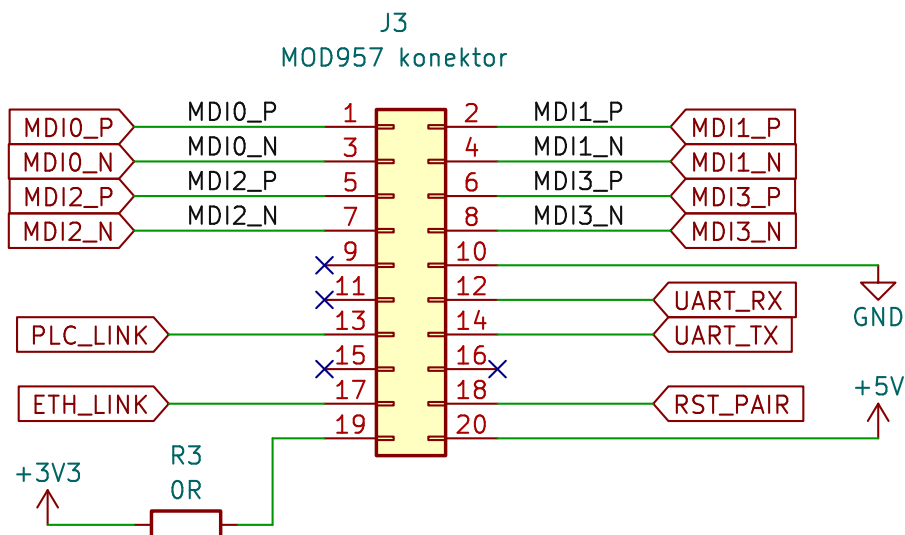 J3
MOD957 konektor
MDI0_P MDI0_P 1 2 MDI1_P MDI1_P
MDI0_N MDI0_N 3 4 MDI1_N MDI1_N
MDI2_P MDI2_P 5 6 MDI3_P MDI3_P
MDI2_N MDI2_N 7 8 MDI3_N MDI3_N
9 10
11 12 UART_RX
GND
PLC_LINK 13 14 UART_TX
15 16
+5V
ETH_LINK 17 18 RST_PAIR
19 20
R3
+3V3
0R